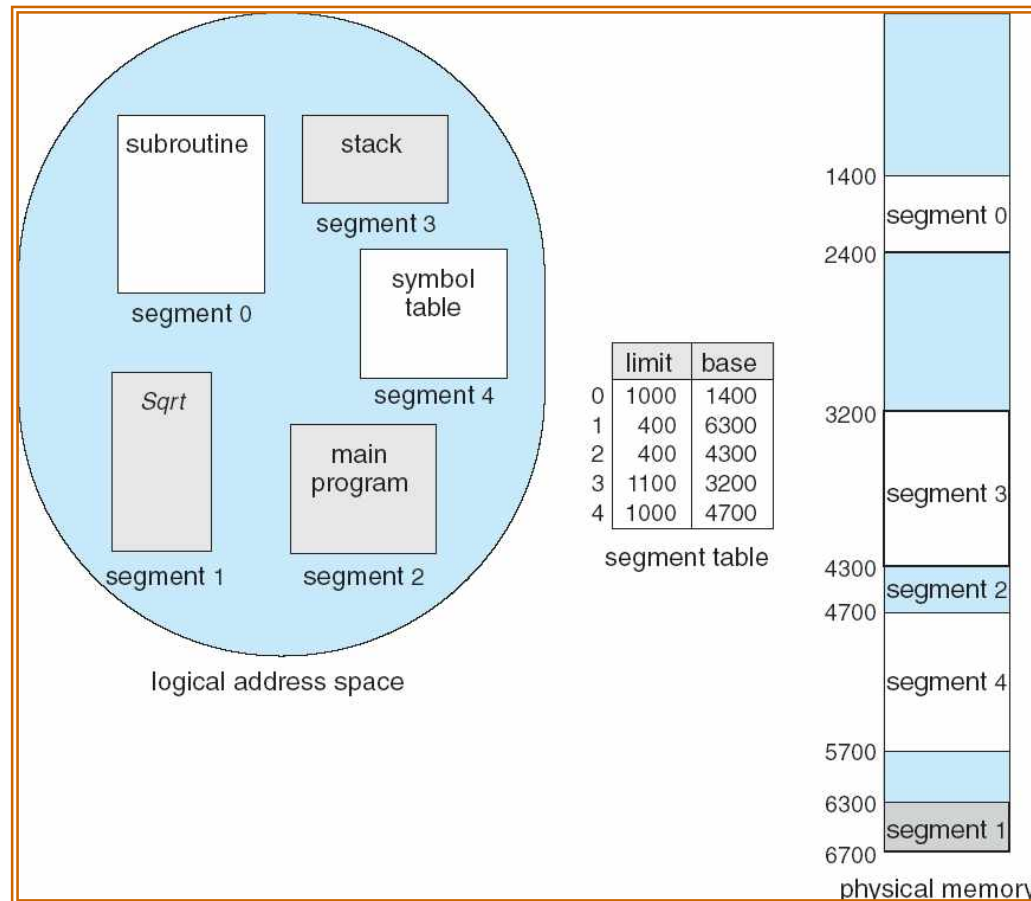 subroutine
segment 0
stack
segment 3
symbol
table
segment 4
Sqrt
segment 1
main
program
segment 2
logical address space
limit base
0 1000 1400
1 400 6300
2 400 4300
3 1100 3200
4 1000 4700
segment table
1400
segment 0
2400
3200
segment 3
4300
segment 2
4700
segment 4
5700
6300
segment 1
6700
physical memory